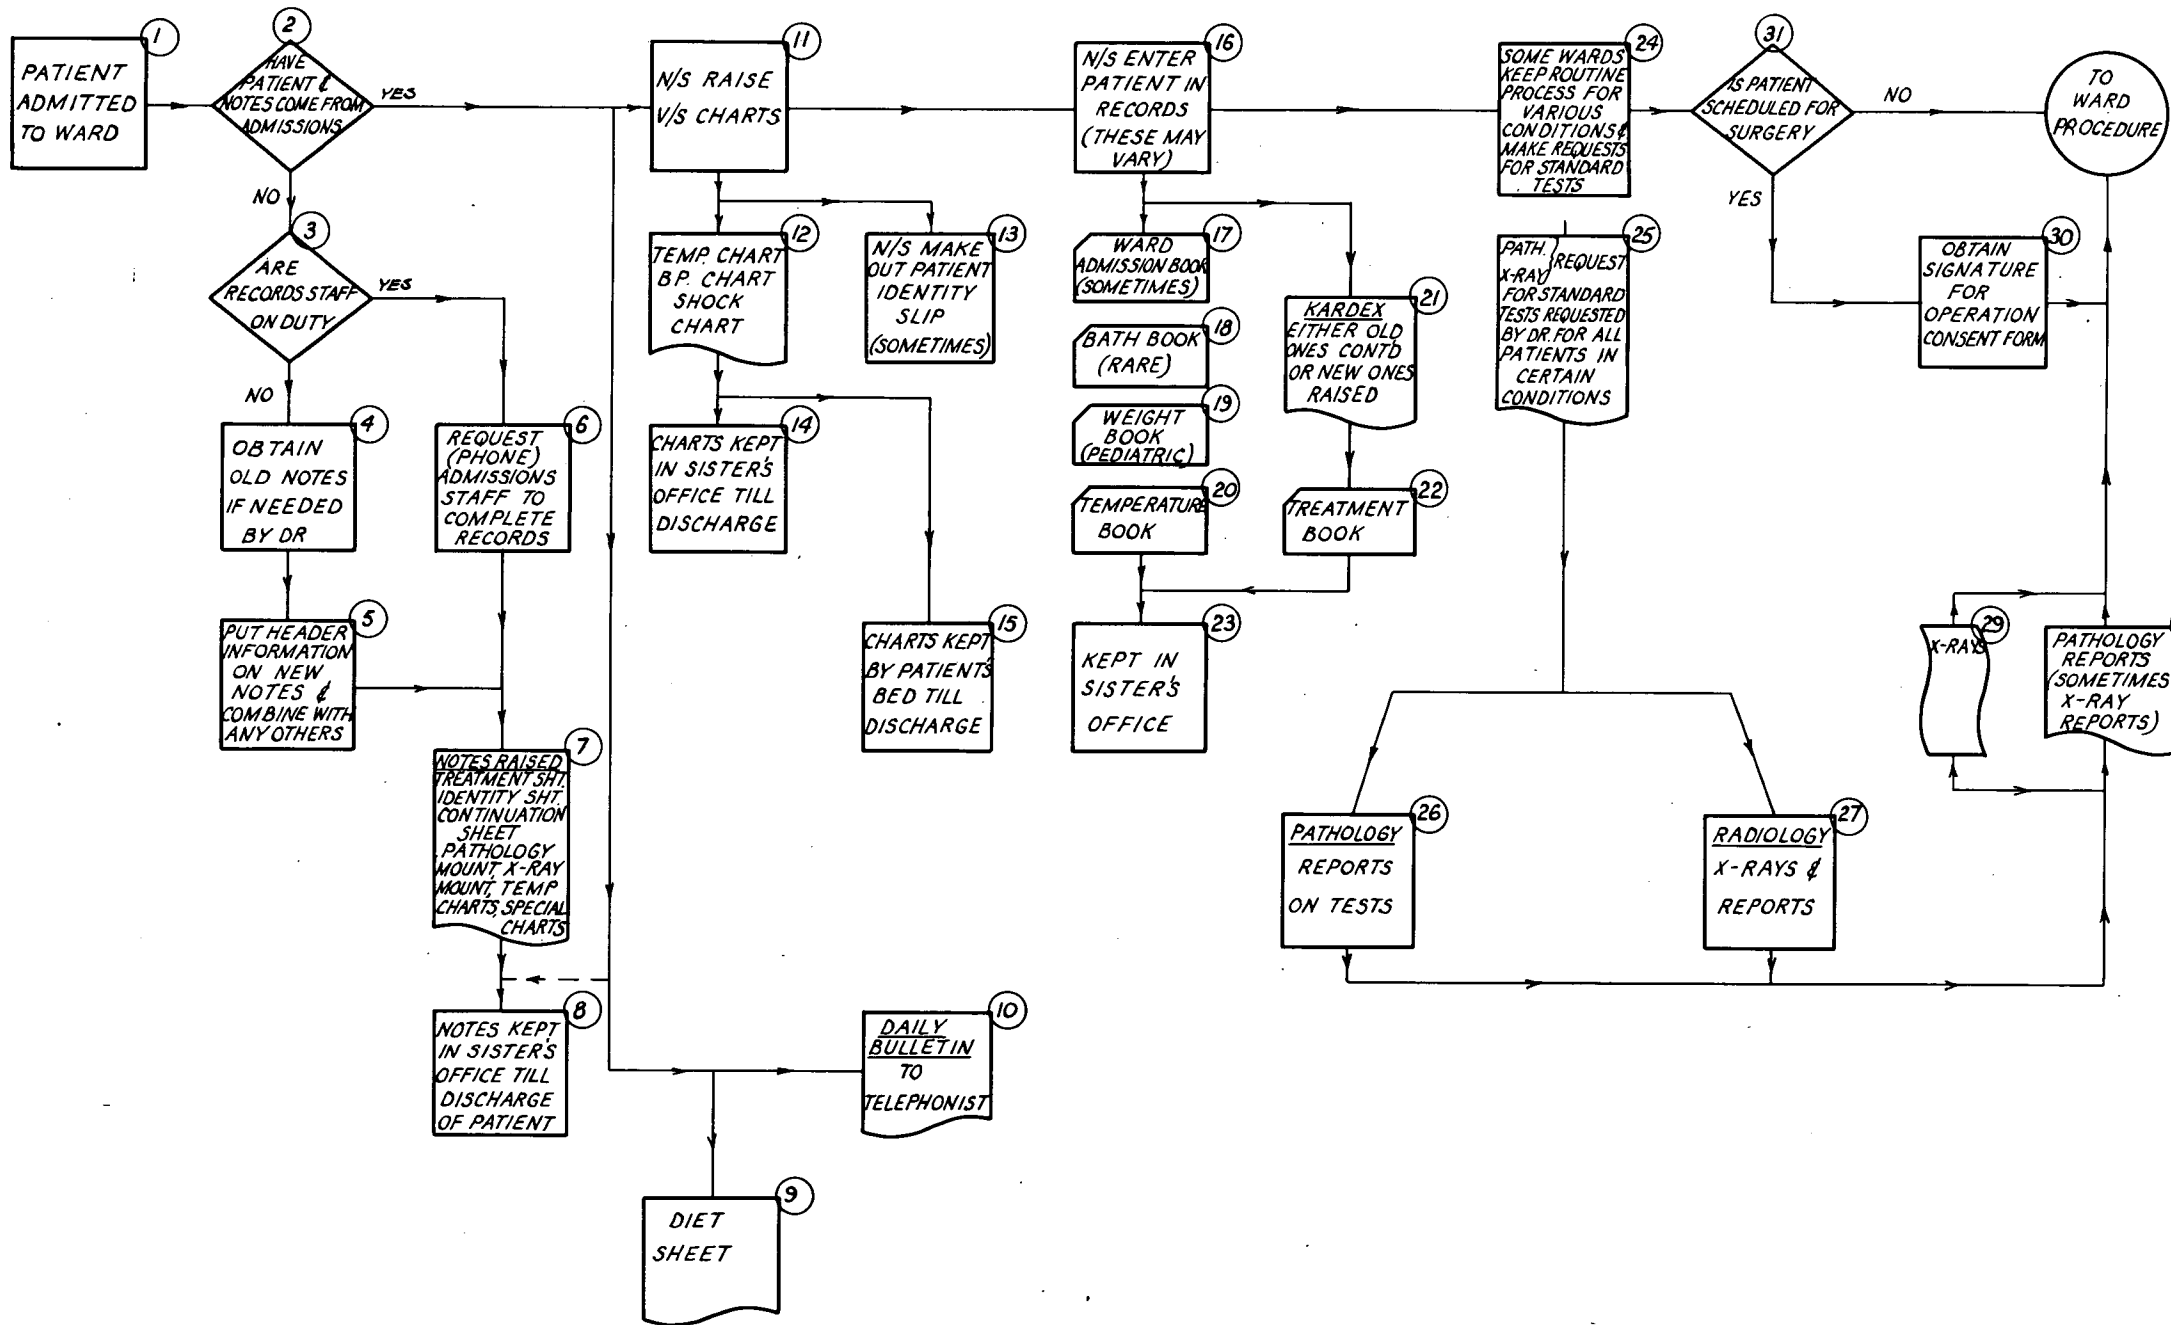 1
PATIENT
ADMITTED
TO WARD
2
HAVE
PATIENT &
NOTES COME FROM
ADMISSIONS
YES
NO
3
ARE
RECORDS STAFF
ON DUTY
YES
NO
4
OBTAIN
OLD NOTES
IF NEEDED
BY DR
5
PUT HEADER
INFORMATION
ON NEW
NOTES &
COMBINE WITH
ANY OTHERS
6
REQUEST
(PHONE)
ADMISSIONS
STAFF TO
COMPLETE
RECORDS
7
NOTES RAISED
TREATMENT SHT.
IDENTITY SHT.
CONTINUATION
SHEET
PATHOLOGY
MOUNT, X-RAY
MOUNT, TEMP
CHARTS, SPECIAL
CHARTS
8
NOTES KEPT
IN SISTER'S
OFFICE TILL
DISCHARGE
OF PATIENT
9
DIET
SHEET
10
DAILY
BULLETIN
TO
TELEPHONIST
11
N/S RAISE
V/S CHARTS
12
TEMP. CHART
B.P. CHART
SHOCK
CHART
13
N/S MAKE
OUT PATIENT
IDENTITY
SLIP
(SOMETIMES)
14
CHARTS KEPT
IN SISTER'S
OFFICE TILL
DISCHARGE
15
CHARTS KEPT
BY PATIENT'S
BED TILL
DISCHARGE
16
N/S ENTER
PATIENT IN
RECORDS
(THESE MAY
VARY)
17
WARD
ADMISSION BOOK
(SOMETIMES)
18
BATH BOOK
(RARE)
19
WEIGHT
BOOK
(PEDIATRIC)
20
TEMPERATURE
BOOK
21
KARDEX
EITHER OLD
ONES CONTD
OR NEW ONES
RAISED
22
TREATMENT
BOOK
23
KEPT IN
SISTER'S
OFFICE
24
SOME WARDS
KEEP ROUTINE
PROCESS FOR
VARIOUS
CONDITIONS &
MAKE REQUESTS
FOR STANDARD
TESTS
25
PATH. } REQUEST
X-RAY
FOR STANDARD
TESTS REQUESTED
BY DR. FOR ALL
PATIENTS IN
CERTAIN
CONDITIONS
26
PATHOLOGY
REPORTS
ON TESTS
27
RADIOLOGY
X-RAYS &
REPORTS
PATHOLOGY
REPORTS
(SOMETIMES
X-RAY
REPORTS)
29
X-RAYS
30
OBTAIN
SIGNATURE
FOR
OPERATION
CONSENT FORM
31
IS PATIENT
SCHEDULED FOR
SURGERY
NO
YES
TO
WARD
PROCEDURE